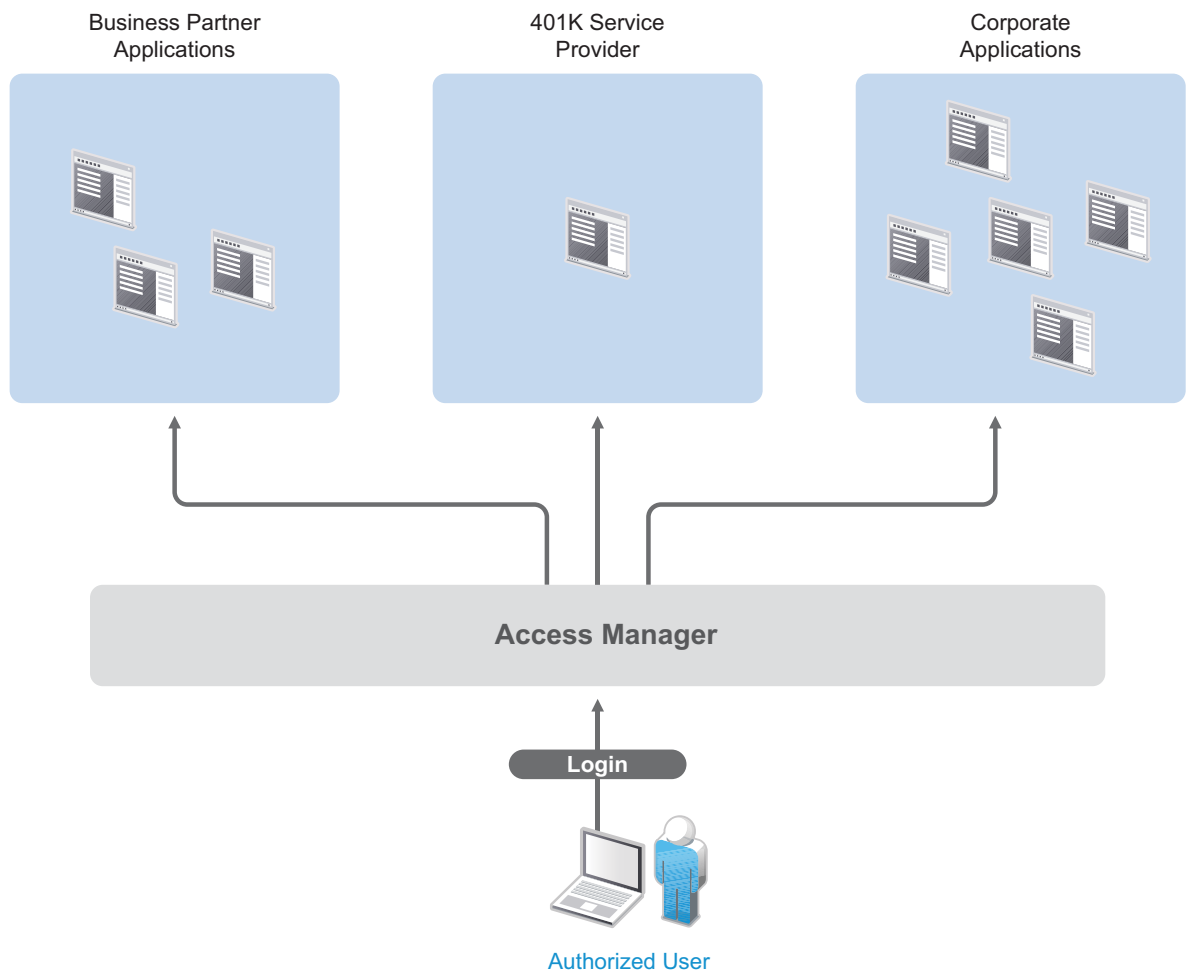 Business Partner
Applications
401K Service
Provider
Corporate
Applications
Access Manager
Login
Authorized User